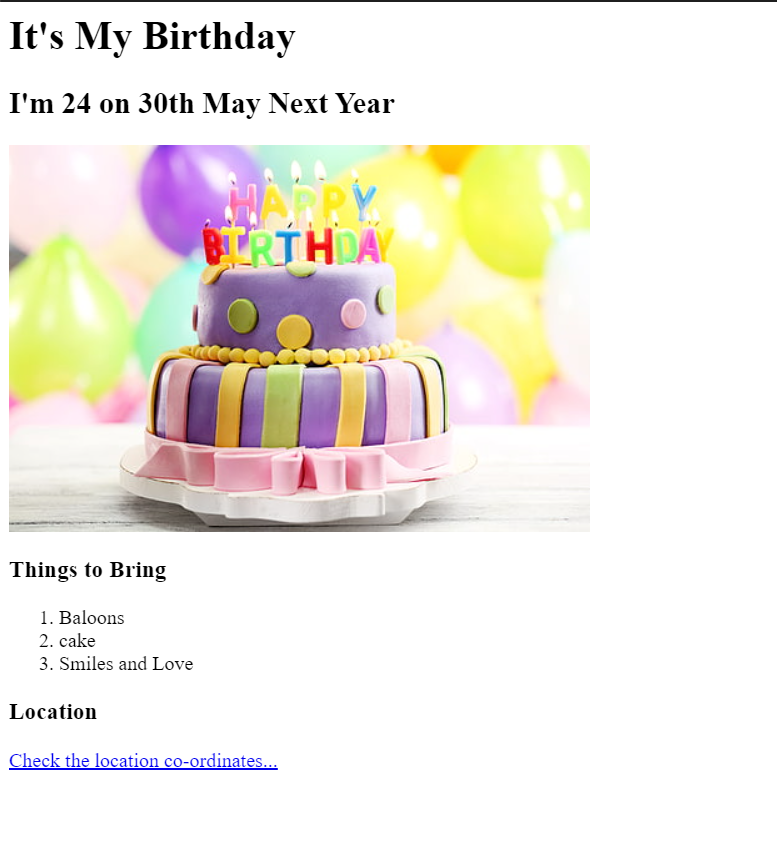 It's My Birthday
I'm 24 on 30th May Next Year
HAPPY
BIRTHDAY
Things to Bring
1. Baloons
2. cake
3. Smiles and Love
Location
Check the location co-ordinates...